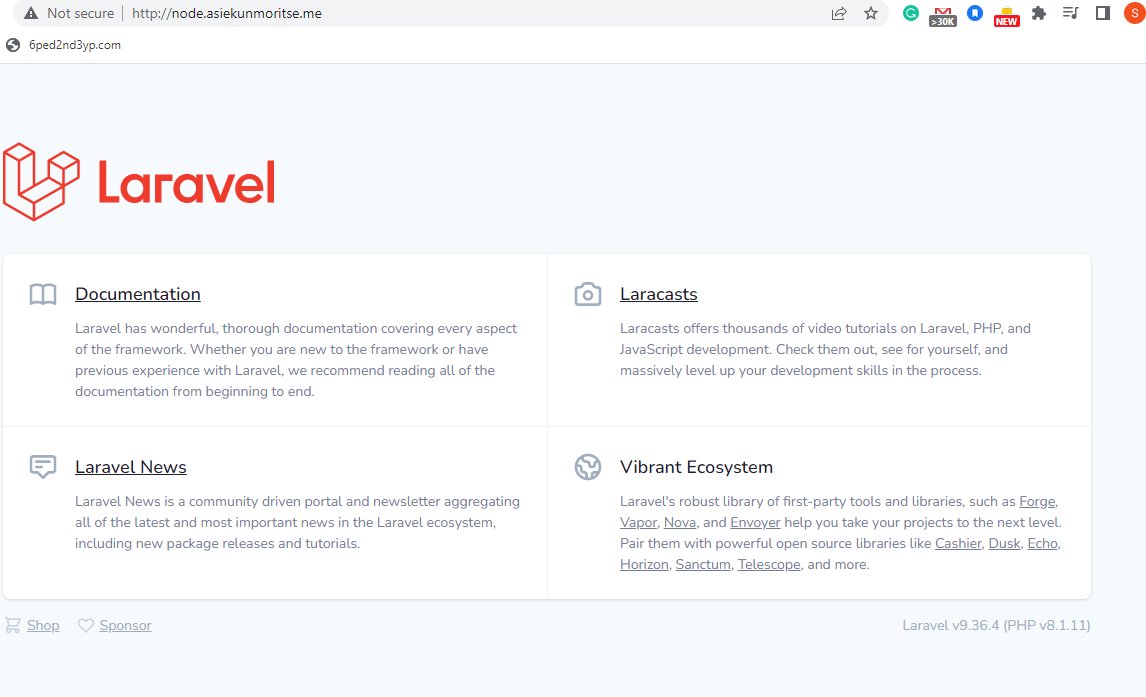 Not secure | http://node.asiekunmoritse.me
>30K
NEW
S
6ped2nd3yp.com
Laravel
Documentation
Laravel has wonderful, thorough documentation covering every aspect
of the framework. Whether you are new to the framework or have
previous experience with Laravel, we recommend reading all of the
documentation from beginning to end.
Laracasts
Laracasts offers thousands of video tutorials on Laravel, PHP, and
JavaScript development. Check them out, see for yourself, and
massively level up your development skills in the process.
Laravel News
Laravel News is a community driven portal and newsletter aggregating
all of the latest and most important news in the Laravel ecosystem,
including new package releases and tutorials.
Vibrant Ecosystem
Laravel's robust library of first-party tools and libraries, such as Forge,
Vapor, Nova, and Envoyer help you take your projects to the next level.
Pair them with powerful open source libraries like Cashier, Dusk, Echo,
Horizon, Sanctum, Telescope, and more.
Shop
Sponsor
Laravel v9.36.4 (PHP v8.1.11)